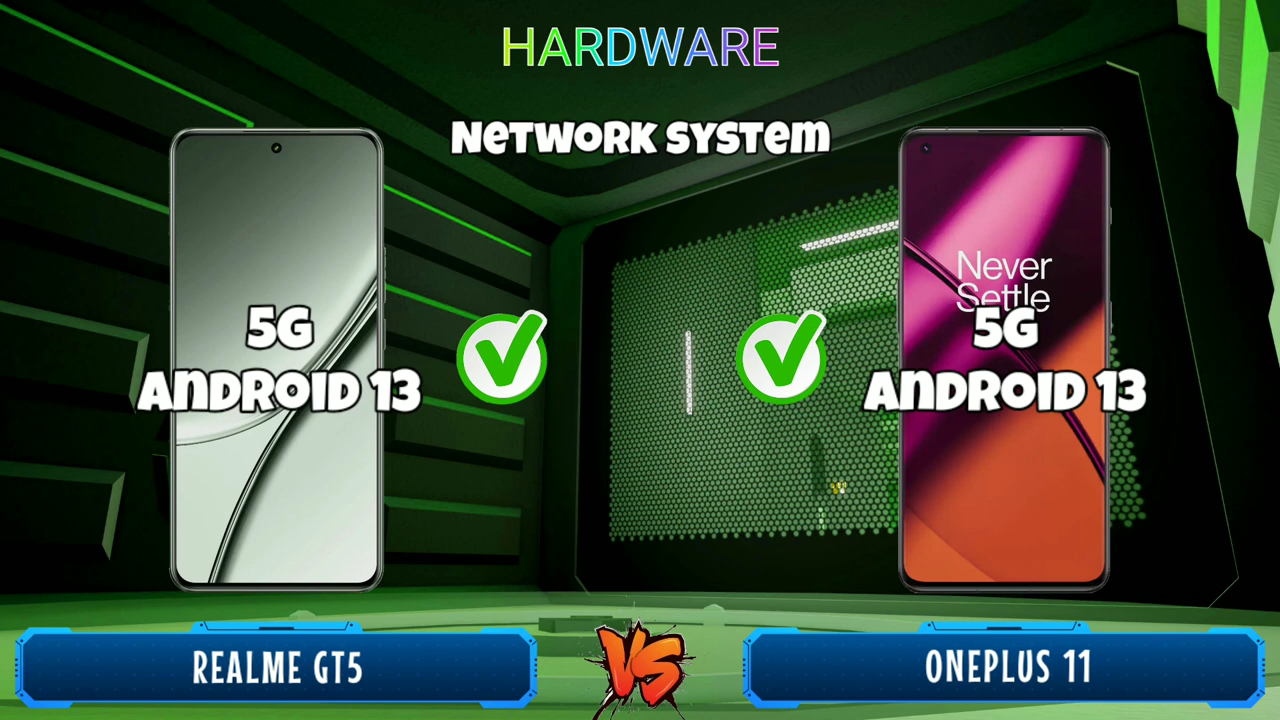 HARDWARE
NETWORK SYSTEM
Never
Settle
5G
ANDROID 13
5G
ANDROID 13
REALME GT5
VS
ONEPLUS 11